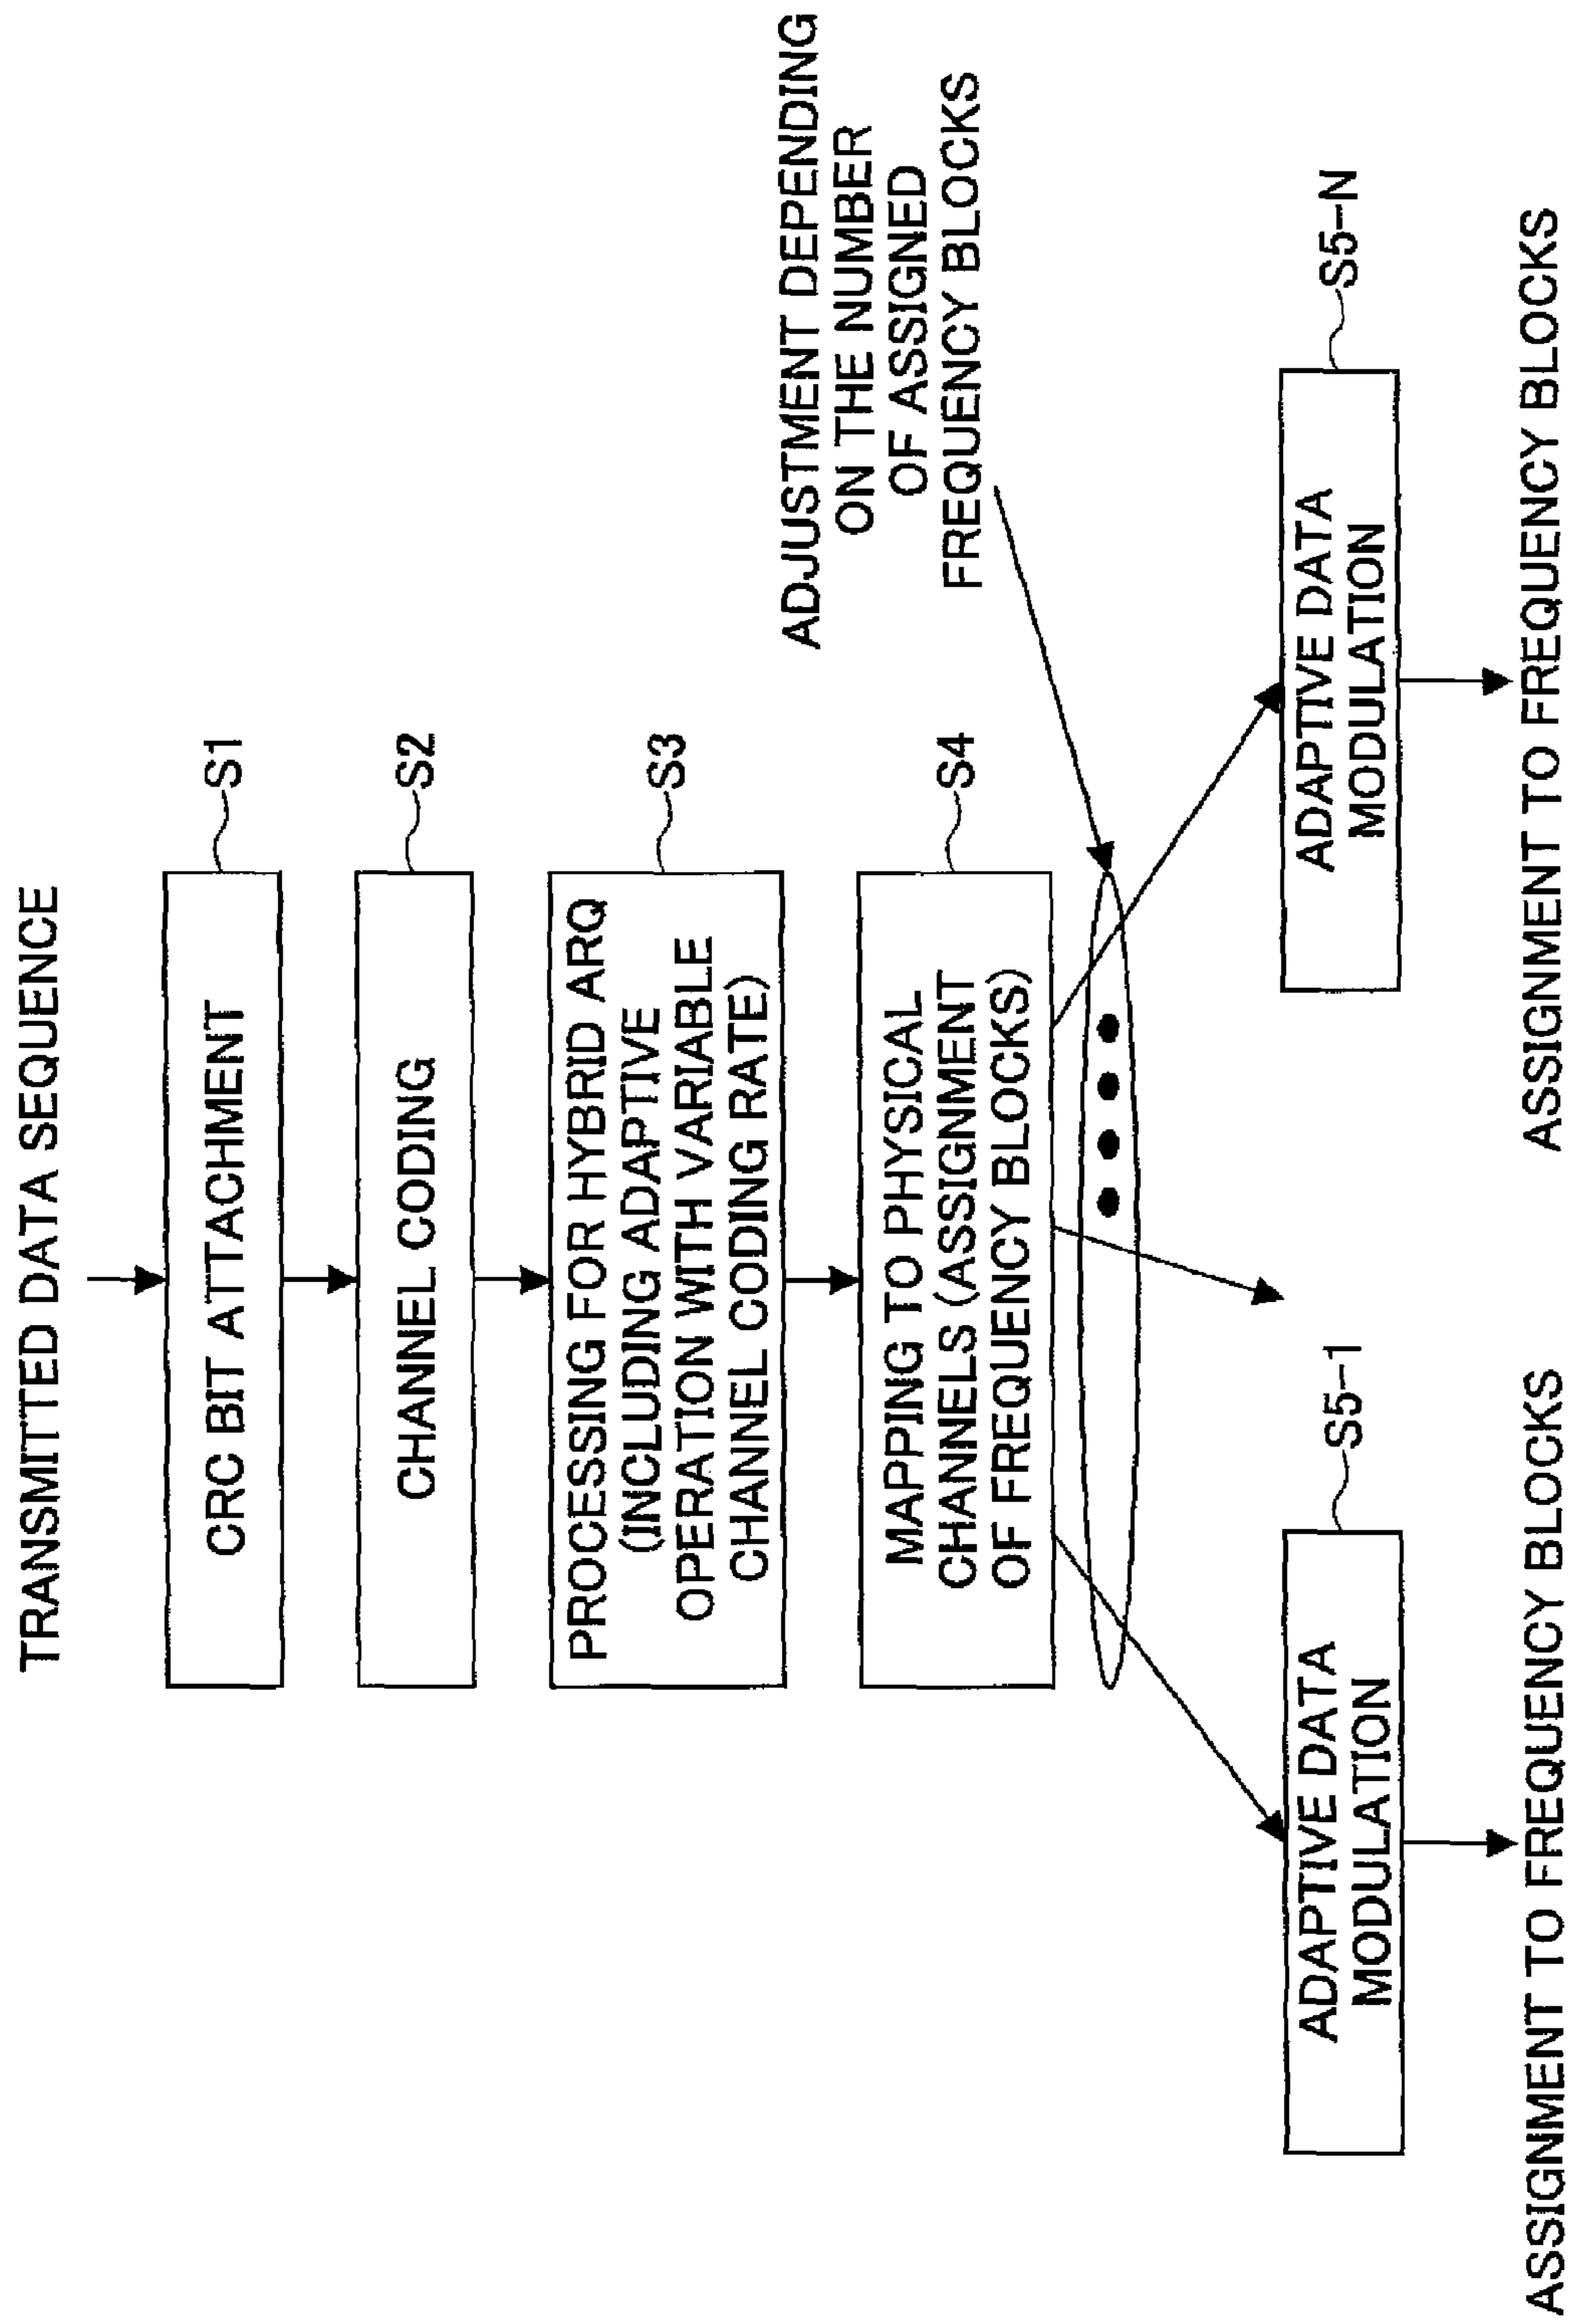 TRANSMITTED DATA SEQUENCE
CRC BIT ATTACHMENT
S1
CHANNEL CODING
S2
PROCESSING FOR HYBRID ARQ
(INCLUDING ADAPTIVE
OPERATION WITH VARIABLE
CHANNEL CODING RATE)
S3
MAPPING TO PHYSICAL
CHANNELS (ASSIGNMENT
OF FREQUENCY BLOCKS)
S4
ADJUSTMENT DEPENDING
ON THE NUMBER
OF ASSIGNED
FREQUENCY BLOCKS
ADAPTIVE DATA
MODULATION
S5-1
ADAPTIVE DATA
MODULATION
S5-N
ASSIGNMENT TO FREQUENCY BLOCKS
ASSIGNMENT TO FREQUENCY BLOCKS